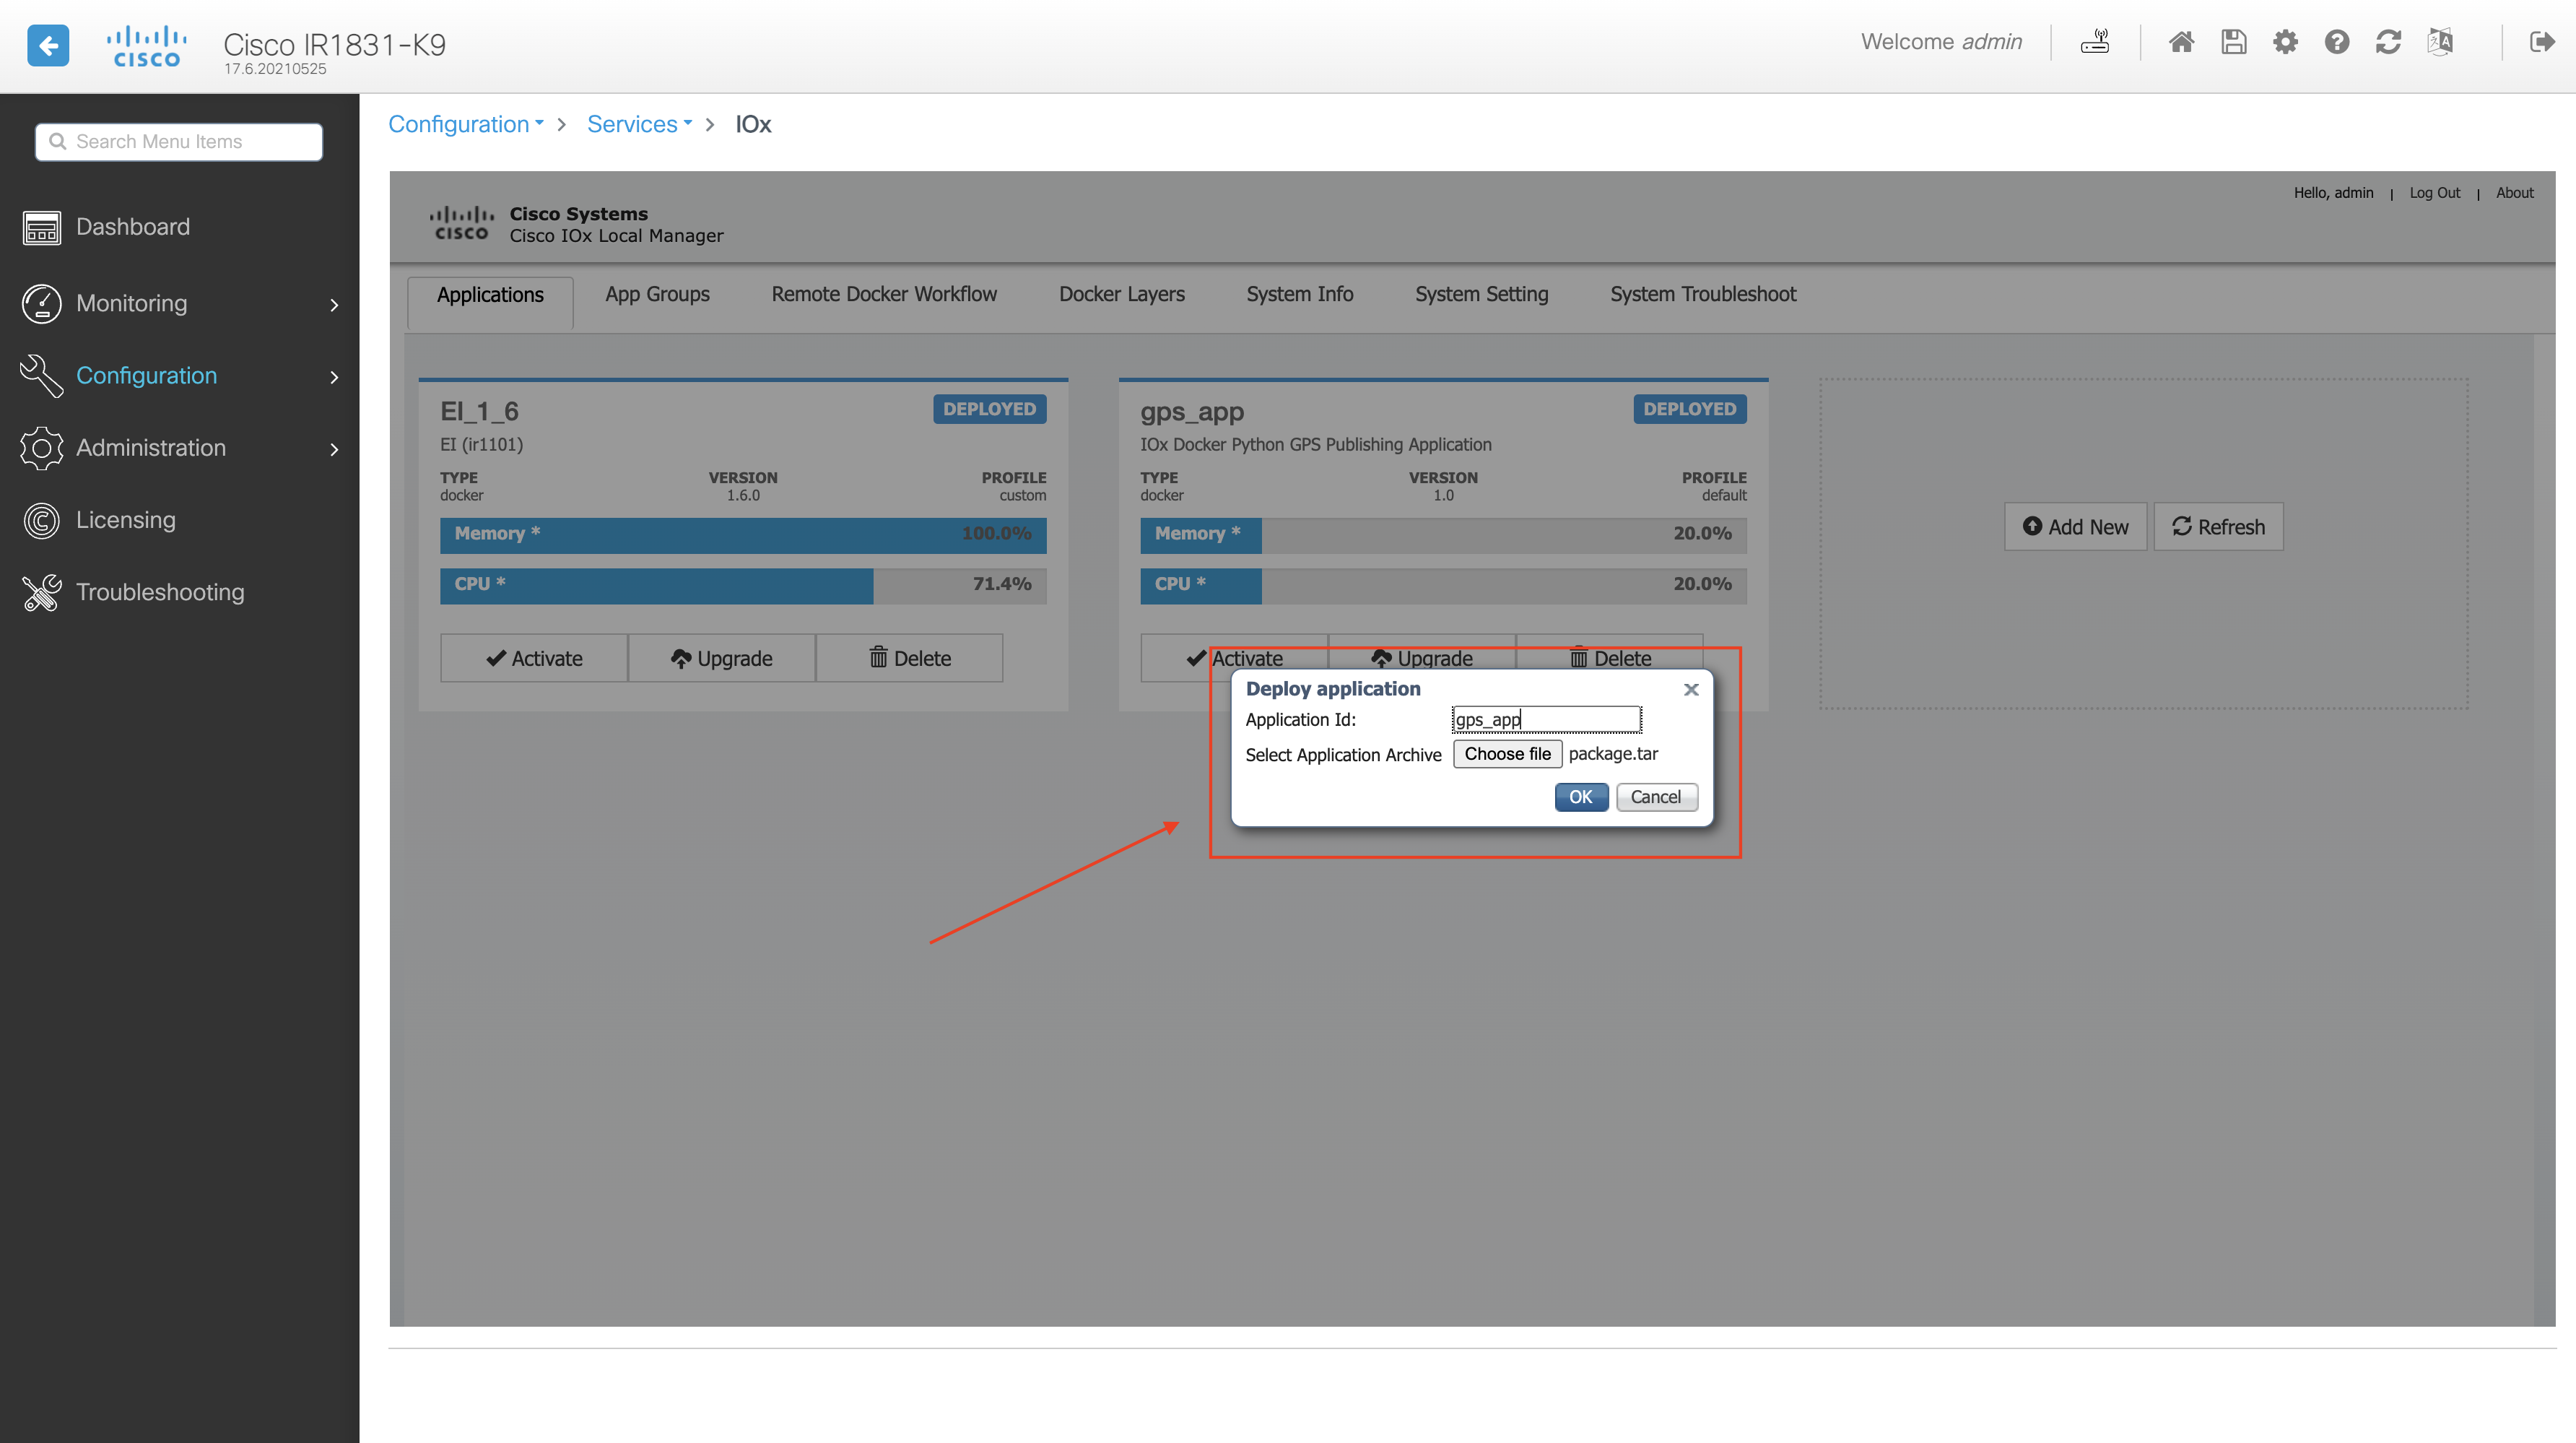 cisco
Cisco IR1831-K9
17.6.20210525
Welcome admin
Search Menu Items
Dashboard
Monitoring
Configuration
Administration
Licensing
Troubleshooting
Configuration > Services > IOx
Hello, admin | Log Out | About
cisco
Cisco Systems
Cisco IOx Local Manager
Applications App Groups Remote Docker Workflow Docker Layers System Info System Setting System Troubleshoot
EI_1_6 DEPLOYED
EI (ir1101)
TYPE VERSION PROFILE
docker 1.6.0 custom
Memory * 100.0%
CPU * 71.4%
Activate Upgrade Delete
gps_app DEPLOYED
IOx Docker Python GPS Publishing Application
TYPE VERSION PROFILE
docker 1.0 default
Memory * 20.0%
CPU * 20.0%
Activate Upgrade Delete
Add New Refresh
Deploy application
Application Id: gps_app
Select Application Archive Choose file package.tar
OK Cancel